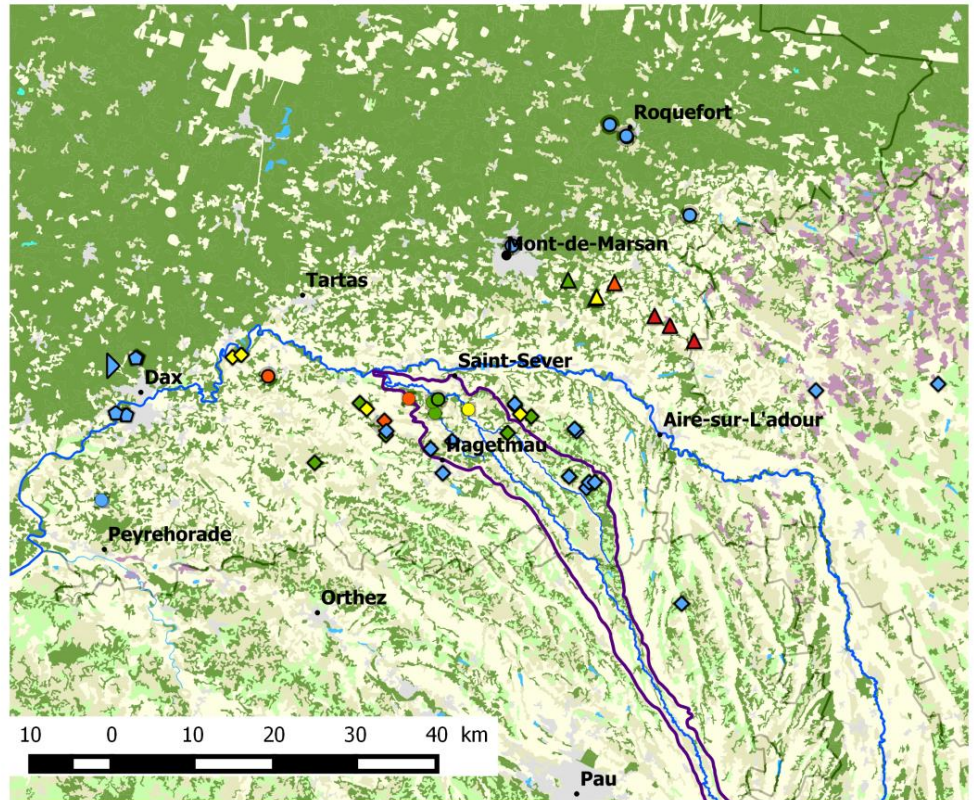 Roquefort
Mont-de-Marsan
Tartas
Saint-Sever
Dax
Aire-sur-L'adour
Hagetmau
Peyrehorade
Orthez
10 0 10 20 30 40 km
Pau